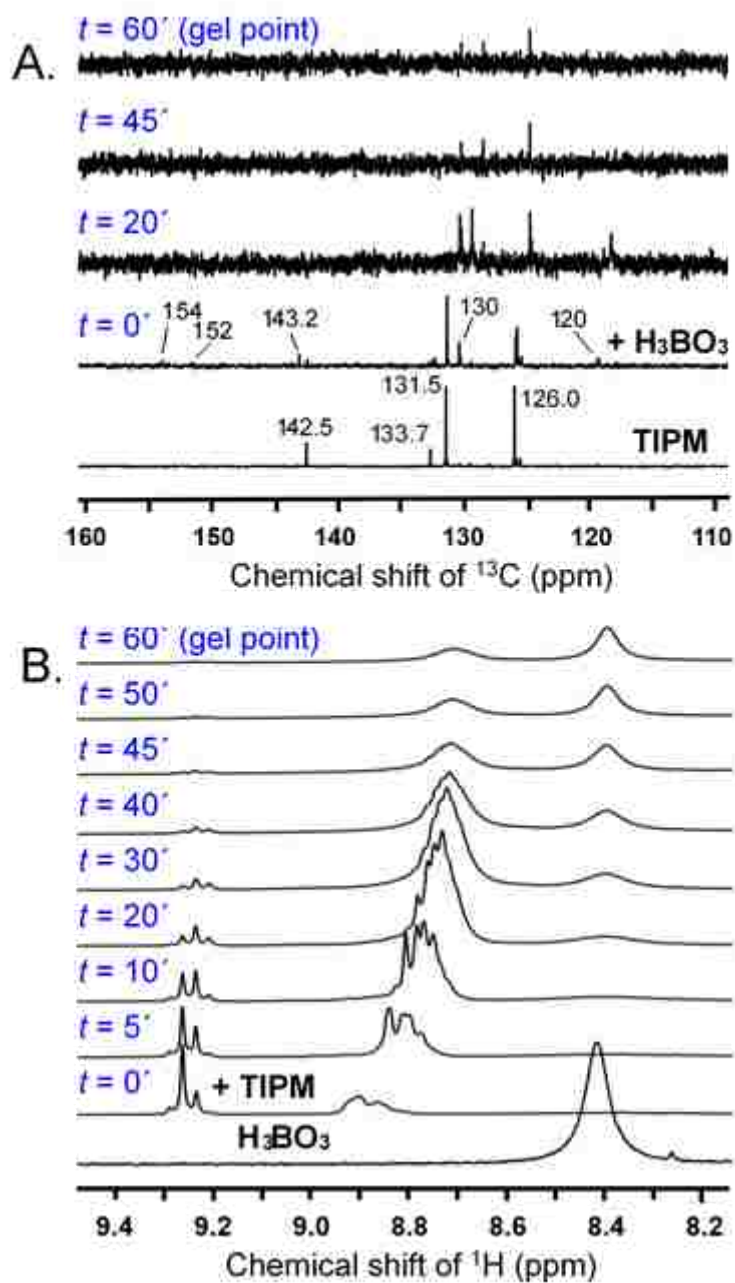 A.
t = 60´ (gel point)
t = 45´
t = 20´
t = 0´
154
152
143.2
130
120
+ H₃BO₃
131.5
142.5
133.7
126.0
TIPM
160 150 140 130 120 110
Chemical shift of ¹³C (ppm)
B.
t = 60´ (gel point)
t = 50´
t = 45´
t = 40´
t = 30´
t = 20´
t = 10´
t = 5´
t = 0´
+ TIPM
H₃BO₃
9.4 9.2 9.0 8.8 8.6 8.4 8.2
Chemical shift of ¹H (ppm)